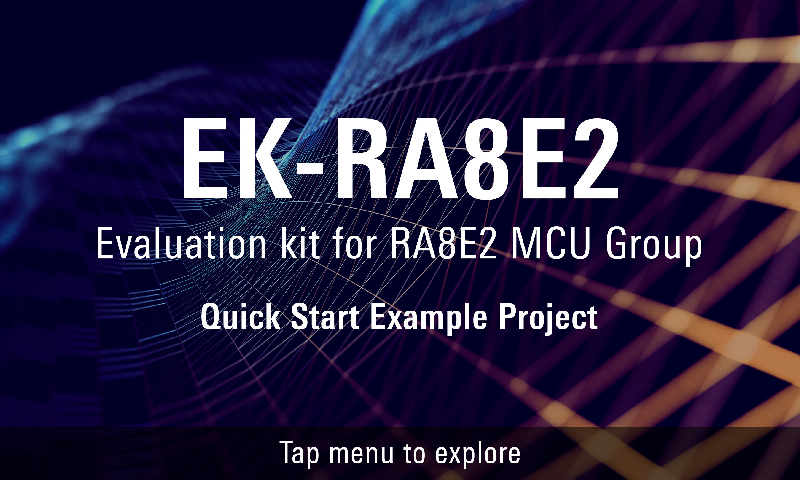 EK-RA8E2
Evaluation kit for RA8E2 MCU Group
Quick Start Example Project
Tap menu to explore